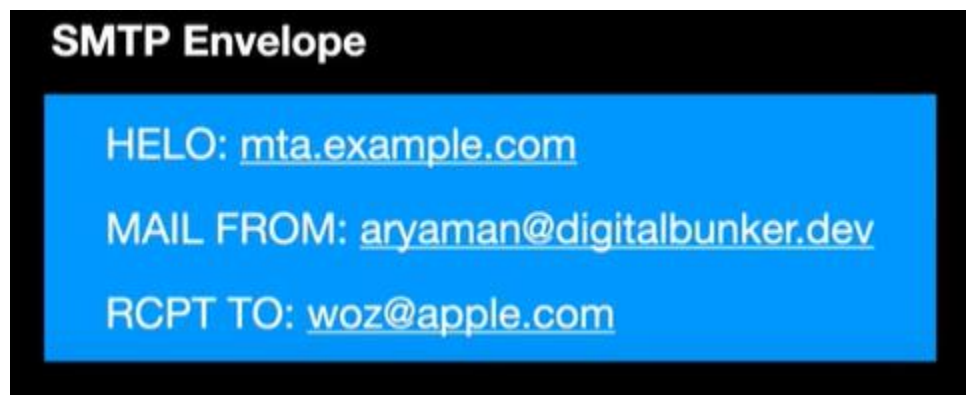 SMTP Envelope
HELO: mta.example.com
MAIL FROM: aryaman@digitalbunker.dev
RCPT TO: woz@apple.com